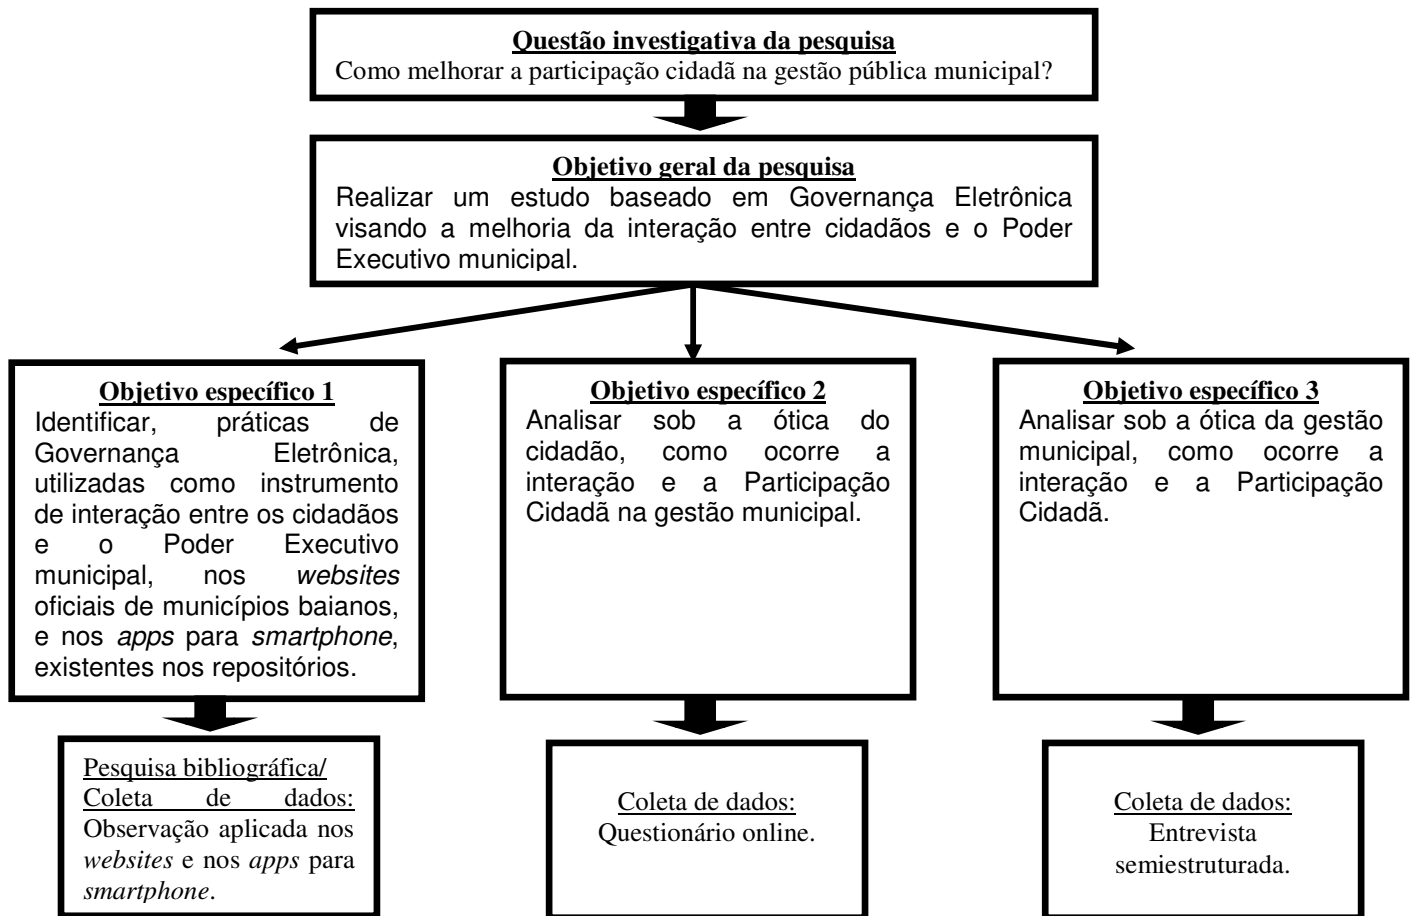 Questão investigativa da pesquisa
Como melhorar a participação cidadã na gestão pública municipal?
Objetivo geral da pesquisa
Realizar um estudo baseado em Governança Eletrônica
visando a melhoria da interação entre cidadãos e o Poder
Executivo municipal.
Objetivo específico 1
Identificar, práticas de
Governança Eletrônica,
utilizadas como instrumento
de interação entre os cidadãos
e o Poder Executivo
municipal, nos websites
oficiais de municípios baianos,
e nos apps para smartphone,
existentes nos repositórios.
Objetivo específico 2
Analisar sob a ótica do
cidadão, como ocorre a
interação e a Participação
Cidadã na gestão municipal.
Objetivo específico 3
Analisar sob a ótica da gestão
municipal, como ocorre a
interação e a Participação
Cidadã.
Pesquisa bibliográfica/
Coleta de dados:
Observação aplicada nos
websites e nos apps para
smartphone.
Coleta de dados:
Questionário online.
Coleta de dados:
Entrevista
semiestruturada.